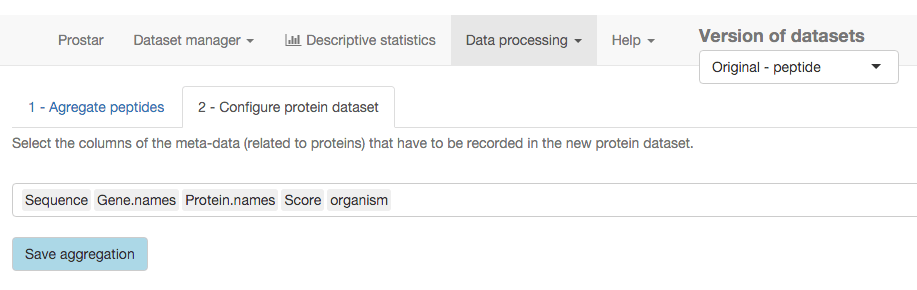 Prostar Dataset manager Descriptive statistics Data processing Help Version of datasets
Original - peptide
1 - Agregate peptides 2 - Configure protein dataset
Select the columns of the meta-data (related to proteins) that have to be recorded in the new protein dataset.
Sequence Gene.names Protein.names Score organism
Save aggregation